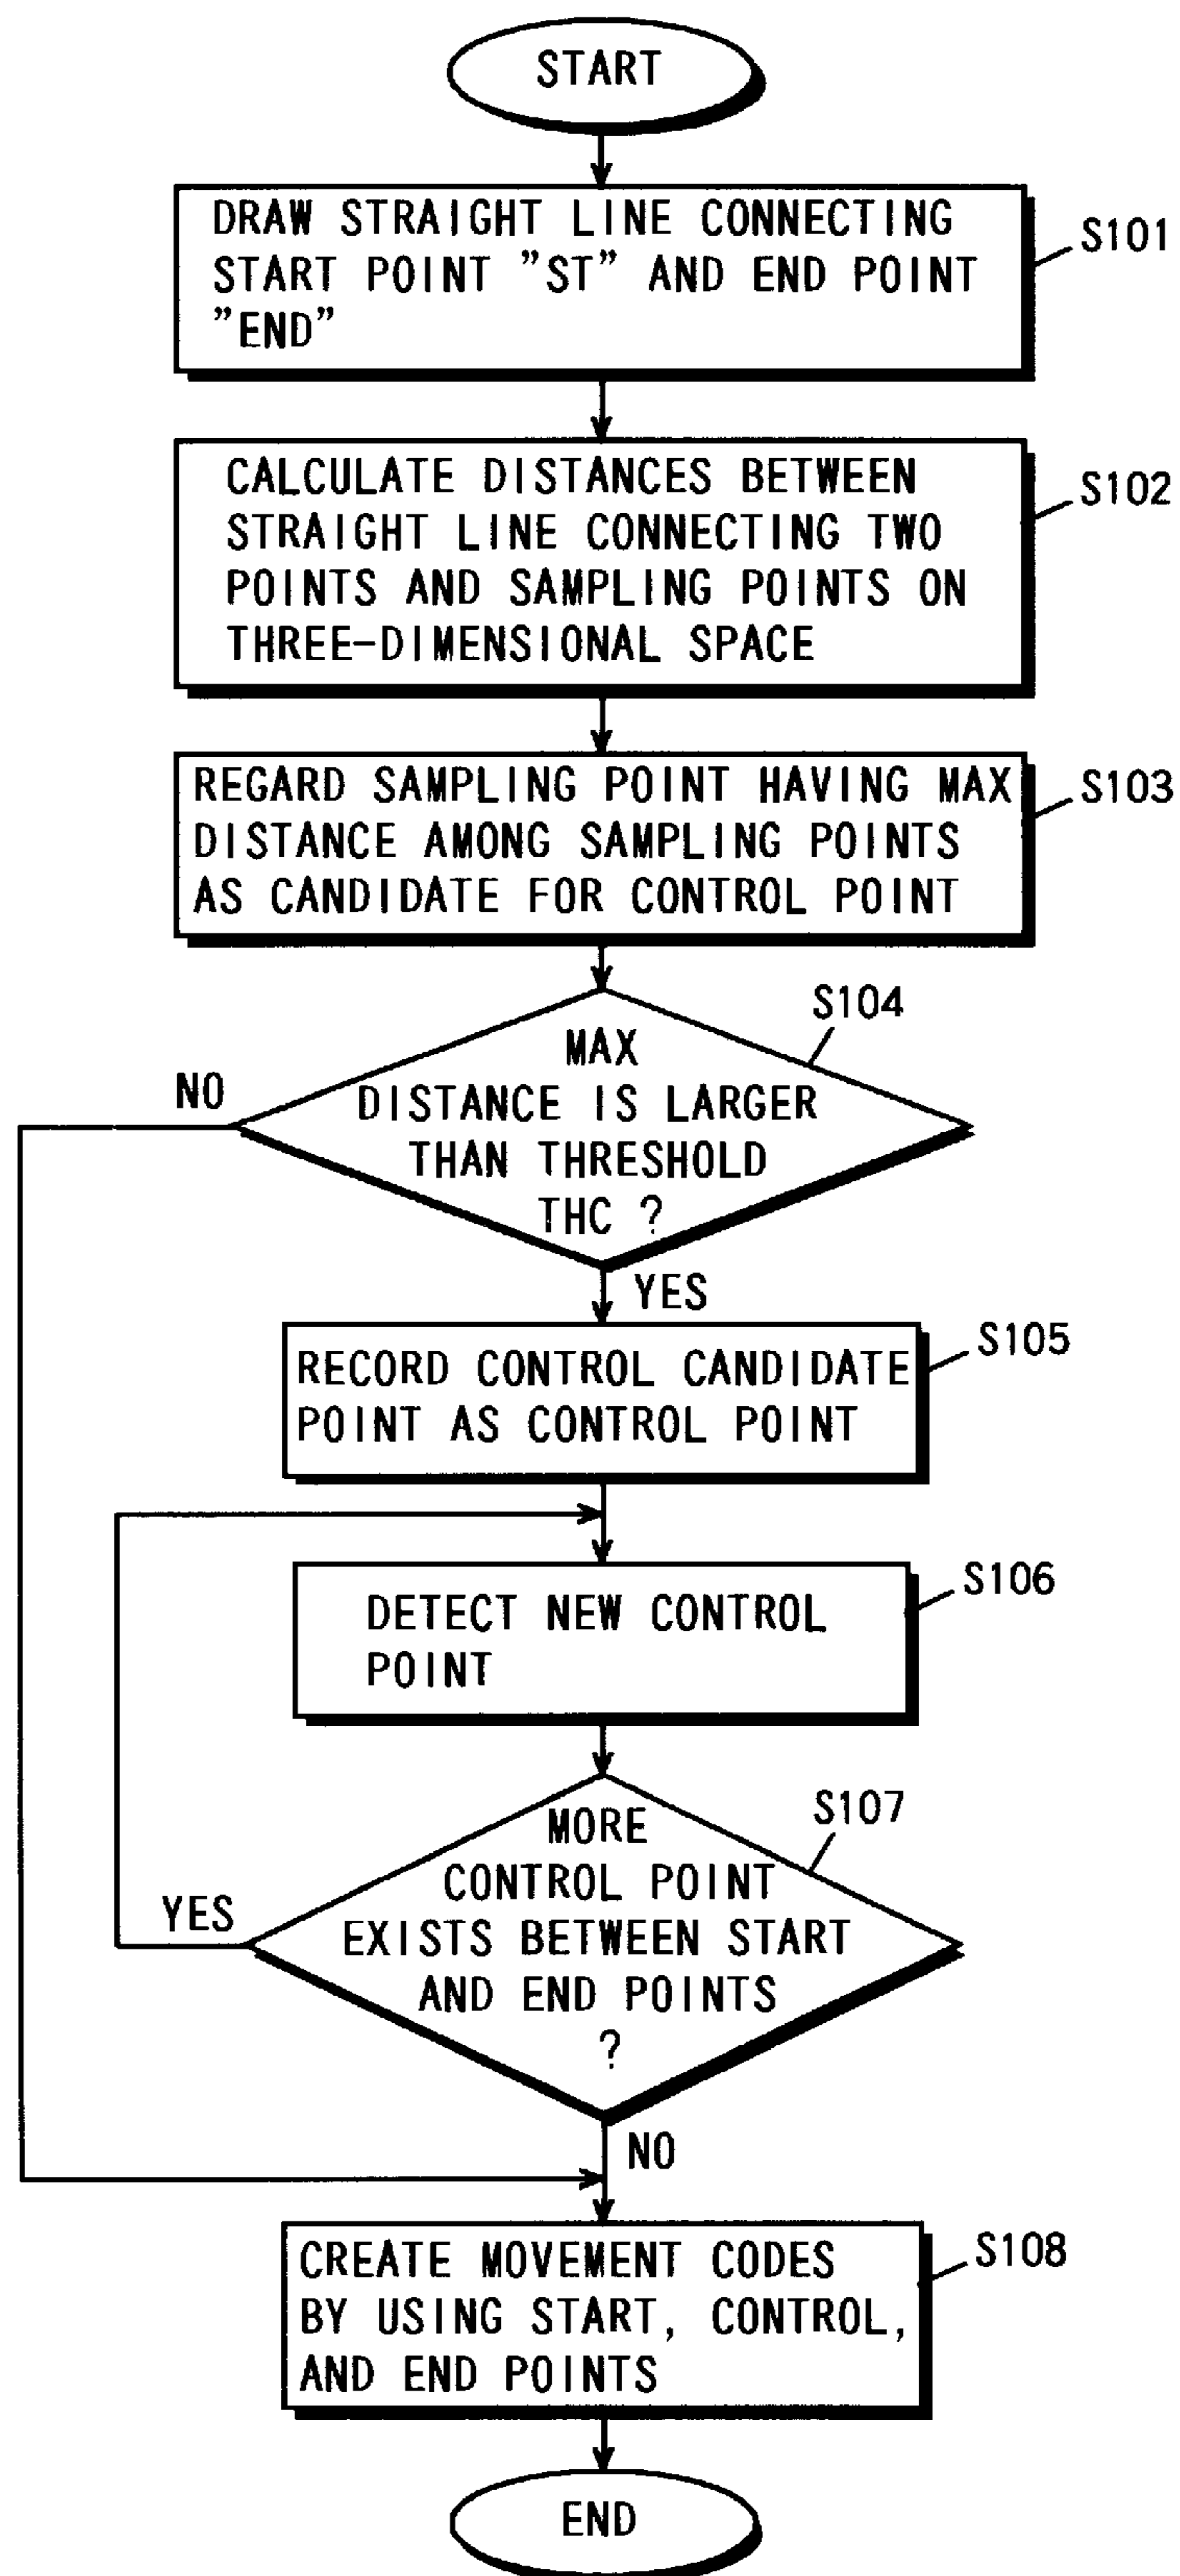 START
DRAW STRAIGHT LINE CONNECTING
START POINT ”ST” AND END POINT
”END”
S101
CALCULATE DISTANCES BETWEEN
STRAIGHT LINE CONNECTING TWO
POINTS AND SAMPLING POINTS ON
THREE-DIMENSIONAL SPACE
S102
REGARD SAMPLING POINT HAVING MAX
DISTANCE AMONG SAMPLING POINTS
AS CANDIDATE FOR CONTROL POINT
S103
S104
MAX
DISTANCE IS LARGER
THAN THRESHOLD
THC ?
NO
YES
RECORD CONTROL CANDIDATE
POINT AS CONTROL POINT
S105
DETECT NEW CONTROL
POINT
S106
S107
MORE
CONTROL POINT
EXISTS BETWEEN START
AND END POINTS
?
YES
NO
CREATE MOVEMENT CODES
BY USING START, CONTROL,
AND END POINTS
S108
END